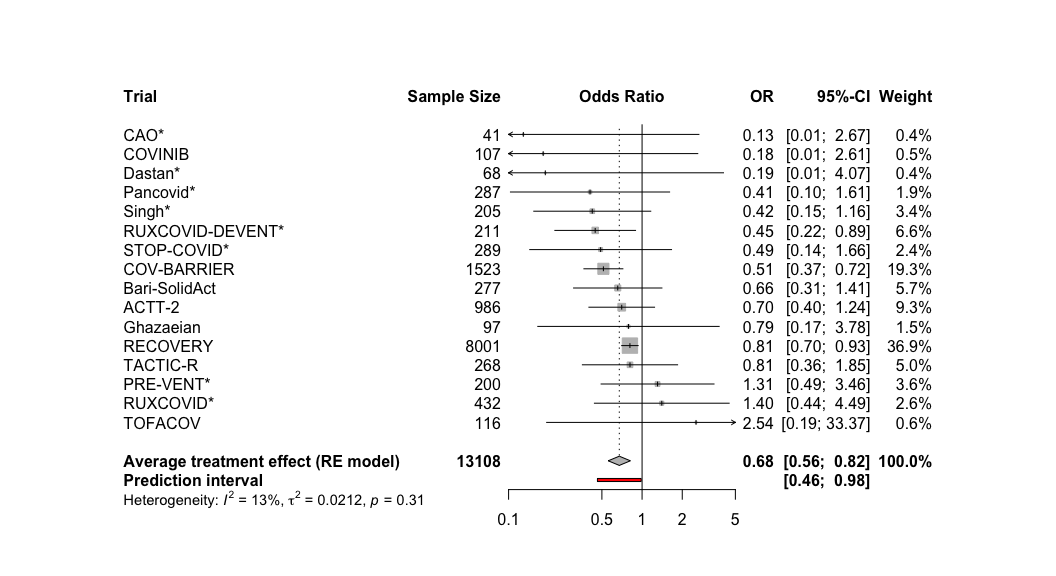 Trial Sample Size Odds Ratio OR 95%-CI Weight
CAO* 41 0.13 [0.01; 2.67] 0.4%
COVINIB 107 0.18 [0.01; 2.61] 0.5%
Dastan* 68 0.19 [0.01; 4.07] 0.4%
Pancovid* 287 0.41 [0.10; 1.61] 1.9%
Singh* 205 0.42 [0.15; 1.16] 3.4%
RUXCOVID-DEVENT* 211 0.45 [0.22; 0.89] 6.6%
STOP-COVID* 289 0.49 [0.14; 1.66] 2.4%
COV-BARRIER 1523 0.51 [0.37; 0.72] 19.3%
Bari-SolidAct 277 0.66 [0.31; 1.41] 5.7%
ACTT-2 986 0.70 [0.40; 1.24] 9.3%
Ghazaeian 97 0.79 [0.17; 3.78] 1.5%
RECOVERY 8001 0.81 [0.70; 0.93] 36.9%
TACTIC-R 268 0.81 [0.36; 1.85] 5.0%
PRE-VENT* 200 1.31 [0.49; 3.46] 3.6%
RUXCOVID* 432 1.40 [0.44; 4.49] 2.6%
TOFACOV 116 2.54 [0.19; 33.37] 0.6%
Average treatment effect (RE model) 13108 0.68 [0.56; 0.82] 100.0%
Prediction interval [0.46; 0.98]
Heterogeneity: I² = 13%, τ² = 0.0212, p = 0.31
0.1 0.5 1 2 5